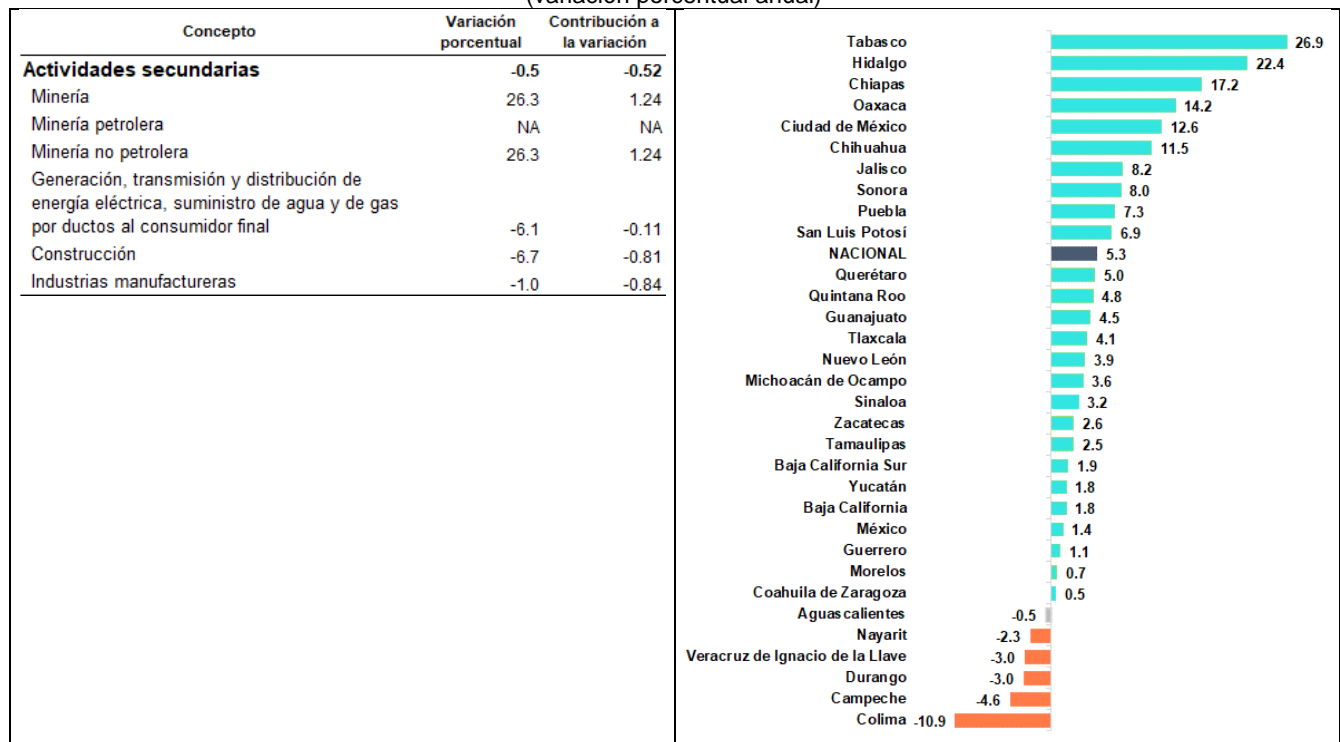 (variación porcentual anual)
Concepto
Variación porcentual
Contribución a la variación
Actividades secundarias -0.5 -0.52
Minería 26.3 1.24
Minería petrolera NA NA
Minería no petrolera 26.3 1.24
Generación, transmisión y distribución de
energía eléctrica, suministro de agua y de gas
por ductos al consumidor final -6.1 -0.11
Construcción -6.7 -0.81
Industrias manufactureras -1.0 -0.84
Tabasco 26.9
Hidalgo 22.4
Chiapas 17.2
Oaxaca 14.2
Ciudad de México 12.6
Chihuahua 11.5
Jalisco 8.2
Sonora 8.0
Puebla 7.3
San Luis Potosí 6.9
NACIONAL 5.3
Querétaro 5.0
Quintana Roo 4.8
Guanajuato 4.5
Tlaxcala 4.1
Nuevo León 3.9
Michoacán de Ocampo 3.6
Sinaloa 3.2
Zacatecas 2.6
Tamaulipas 2.5
Baja California Sur 1.9
Yucatán 1.8
Baja California 1.8
México 1.4
Guerrero 1.1
Morelos 0.7
Coahuila de Zaragoza 0.5
Aguascalientes -0.5
Nayarit -2.3
Veracruz de Ignacio de la Llave -3.0
Durango -3.0
Campeche -4.6
Colima -10.9